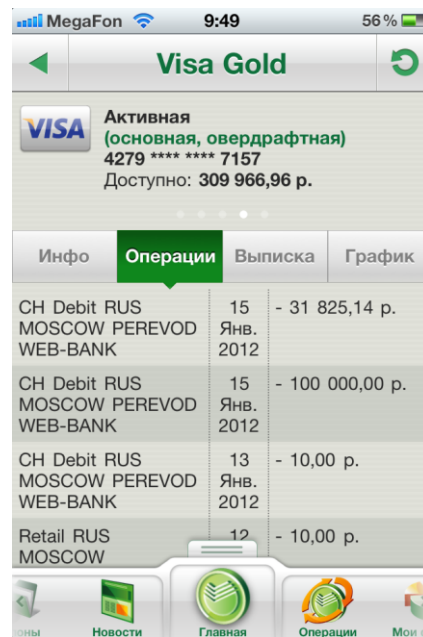 MegaFon 9:49 56%
Visa Gold
VISA
Активная
(основная, овердрафтная)
4279 **** **** 7157
Доступно: 309 966,96 р.
Инфо Операции Выписка График
CH Debit RUS 15 - 31 825,14 р.
MOSCOW PEREVOD Янв.
WEB-BANK 2012
CH Debit RUS 15 - 100 000,00 р.
MOSCOW PEREVOD Янв.
WEB-BANK 2012
CH Debit RUS 13 - 10,00 р.
MOSCOW PEREVOD Янв.
WEB-BANK 2012
Retail RUS 12 - 10,00 р.
MOSCOW
Новости Главная Операции Мои